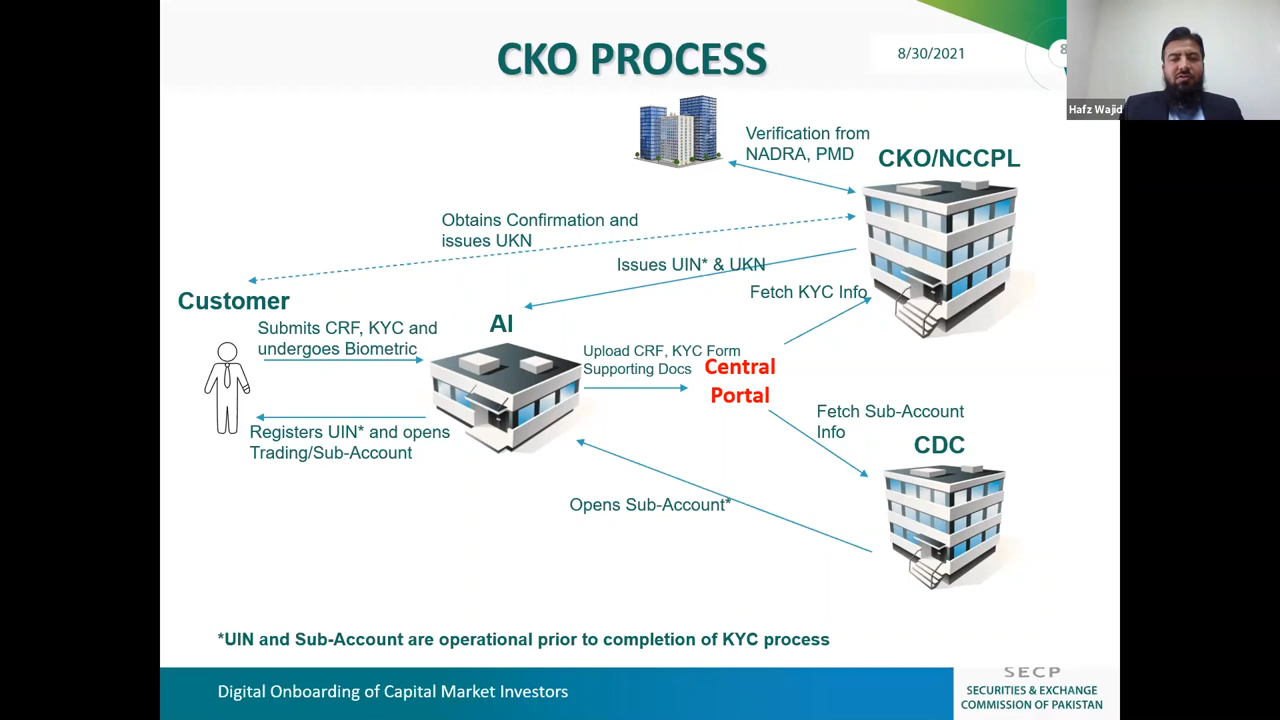 CKO PROCESS
8/30/2021
8
Hafz Wajid
Verification from
NADRA, PMD
CKO/NCCPL
Obtains Confirmation and
issues UKN
Issues UIN* & UKN
Fetch KYC Info
Customer
AI
Submits CRF, KYC and
undergoes Biometric
Upload CRF, KYC Form
Supporting Docs
Central
Portal
Registers UIN* and opens
Trading/Sub-Account
Fetch Sub-Account
Info
CDC
Opens Sub-Account*
*UIN and Sub-Account are operational prior to completion of KYC process
Digital Onboarding of Capital Market Investors
SECP
SECURITIES & EXCHANGE
COMMISSION OF PAKISTAN